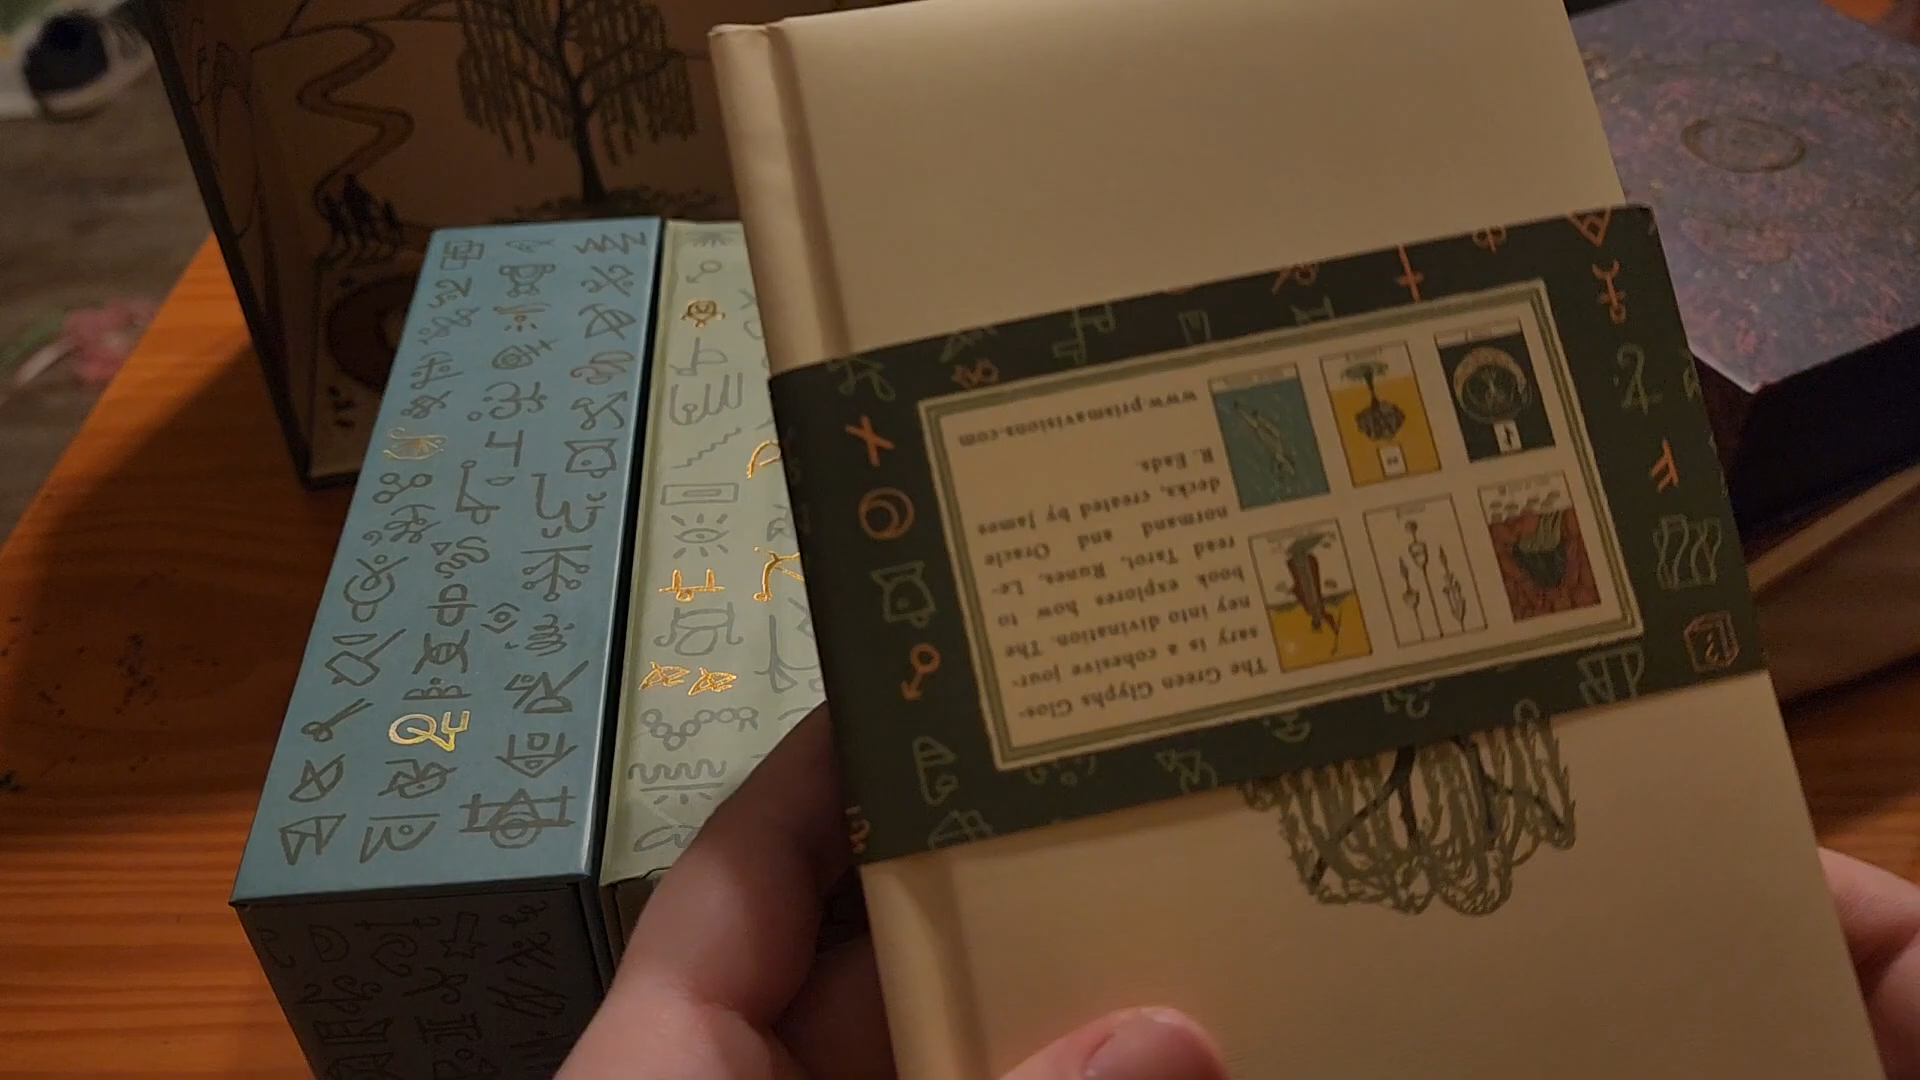 The Green Glyphs Glos-
sary is a cohesive jour-
ney into divination. The
book explores how to
read Tarot, Runes, Le-
normand and Oracle
decks, created by James
R. Eads.
www.prismavisions.com